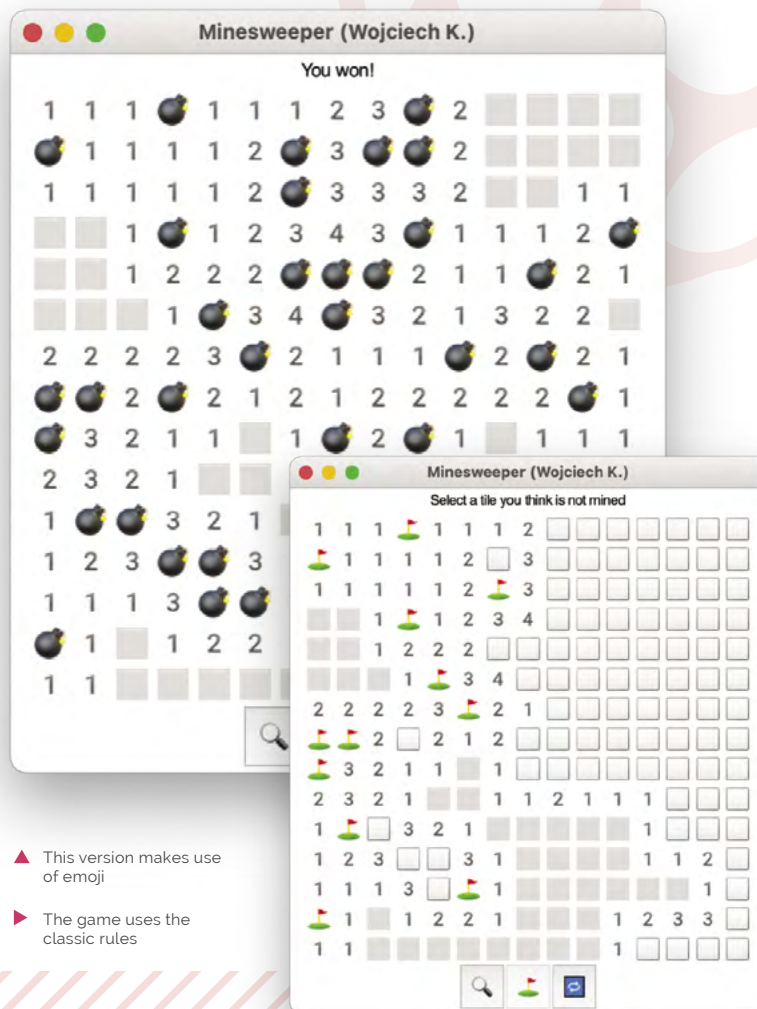 Minesweeper (Wojciech K.)
You won!
1 1 1 1 1 1 2 3 2
1 1 1 1 2 3 2
1 1 1 1 1 2 3 3 3 2 1 1
1 1 2 3 4 3 1 1 1 2
1 2 2 2 2 1 1 2 1
1 3 4 3 2 1 3 2 2
2 2 2 2 3 2 1 1 1 2 2 1
2 2 1 2 1 2 2 2 2 2 1
3 2 1 1 1 2 1 1 1 1
2 3 2 1
1 3 2 1
1 2 3 3
1 1 1 3
1 1 2 2
1 1
Minesweeper (Wojciech K.)
Select a tile you think is not mined
1 1 1 1 1 1 2
1 1 1 1 2 3
1 1 1 1 1 2 3
1 1 2 3 4
1 2 2 2
1 3 4
2 2 2 2 3 2 1
2 2 1 2
3 2 1 1 1
2 3 2 1 1 1 2 1 1 1
1 3 2 1 1
1 2 3 3 1 1 1 2
1 1 1 3 1 1
1 1 2 2 1 1 2 3 3
1 1 1
This version makes use
of emoji
The game uses the
classic rules